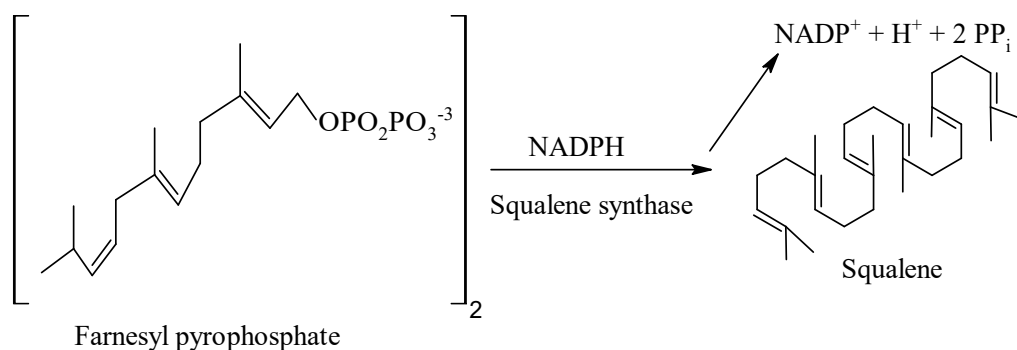 NADP⁺ + H⁺ + 2 PPᵢ
OPO₂PO₃⁻³
NADPH
Squalene synthase
Squalene
2
Farnesyl pyrophosphate